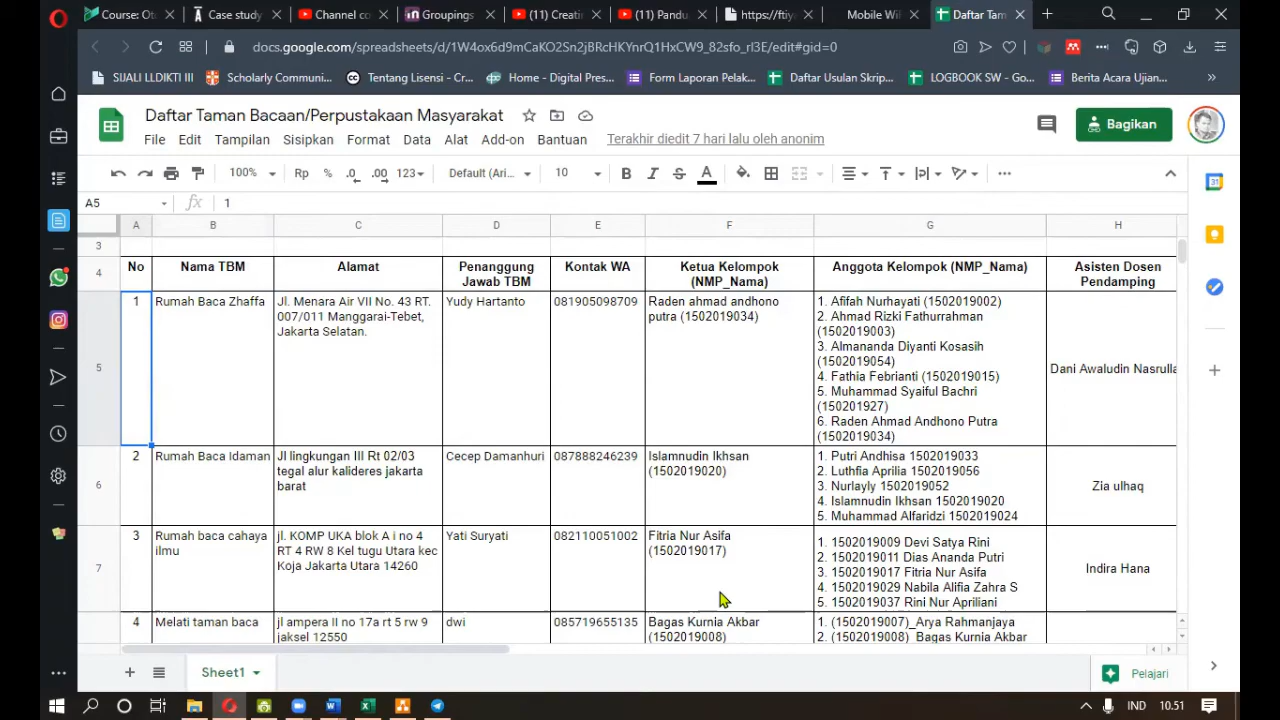 Course: Ot
Case study
Channel co
Groupings
(11) Creati
(11) Pandu
https://ftiy
Mobile Wi
Daftar Tam
docs.google.com/spreadsheets/d/1W4ox6d9mCaKO2Sn2jBRcHKYnrQ1HxCW9_82sfo_rl3E/edit#gid=0
SIJALI LLDIKTI III
Scholarly Communi...
Tentang Lisensi - Cr...
Home - Digital Pres...
Form Laporan Pelak...
Daftar Usulan Skrip...
LOGBOOK SW - Go...
Berita Acara Ujian...
Daftar Taman Bacaan/Perpustakaan Masyarakat
Bagikan
File Edit Tampilan Sisipkan Format Data Alat Add-on Bantuan Terakhir diedit 7 hari lalu oleh anonim
100% Rp % .0 .00 123 Default (Ari... 10 B I S A
A5 fx 1
A B C D E F G H
3
4
No
Nama TBM
Alamat
Penanggung
Jawab TBM
Kontak WA
Ketua Kelompok
(NMP_Nama)
Anggota Kelompok (NMP_Nama)
Asisten Dosen
Pendamping
5
1
Rumah Baca Zhaffa
Jl. Menara Air VII No. 43 RT.
007/011 Manggarai-Tebet,
Jakarta Selatan.
Yudy Hartanto
081905098709
Raden ahmad andhono
putra (1502019034)
1. Afifah Nurhayati (1502019002)
2. Ahmad Rizki Fathurrahman
(1502019003)
3. Almananda Diyanti Kosasih
(1502019054)
4. Fathia Febrianti (1502019015)
5. Muhammad Syaiful Bachri
(150201927)
6. Raden Ahmad Andhono Putra
(1502019034)
Dani Awaludin Nasrulla
6
2
Rumah Baca Idaman
Jl lingkungan III Rt 02/03
tegal alur kalideres jakarta
barat
Cecep Damanhuri
087888246239
Islamnudin Ikhsan
(1502019020)
1. Putri Andhisa 1502019033
2. Luthfia Aprilia 1502019056
3. Nurlayly 1502019052
4. Islamnudin Ikhsan 1502019020
5. Muhammad Alfaridzi 1502019024
Zia ulhaq
7
3
Rumah baca cahaya
ilmu
jl. KOMP UKA blok A i no 4
RT 4 RW 8 Kel tugu Utara kec
Koja Jakarta Utara 14260
Yati Suryati
082110051002
Fitria Nur Asifa
(1502019017)
1. 1502019009 Devi Satya Rini
2. 1502019011 Dias Ananda Putri
3. 1502019017 Fitria Nur Asifa
4. 1502019029 Nabila Alifia Zahra S
5. 1502019037 Rini Nur Apriliani
Indira Hana
4
Melati taman baca
jl ampera II no 17a rt 5 rw 9
jaksel 12550
dwi
085719655135
Bagas Kurnia Akbar
(1502019008)
1. (1502019007)_Arya Rahmanjaya
2. (1502019008)_Bagas Kurnia Akbar
Sheet1
Pelajari
IND
10.51